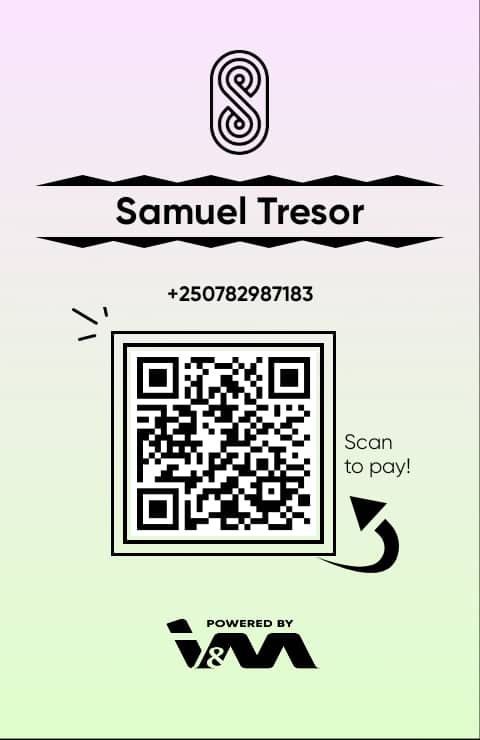 Samuel Tresor
+250782987183
Scan
to pay!
POWERED BY
I&M